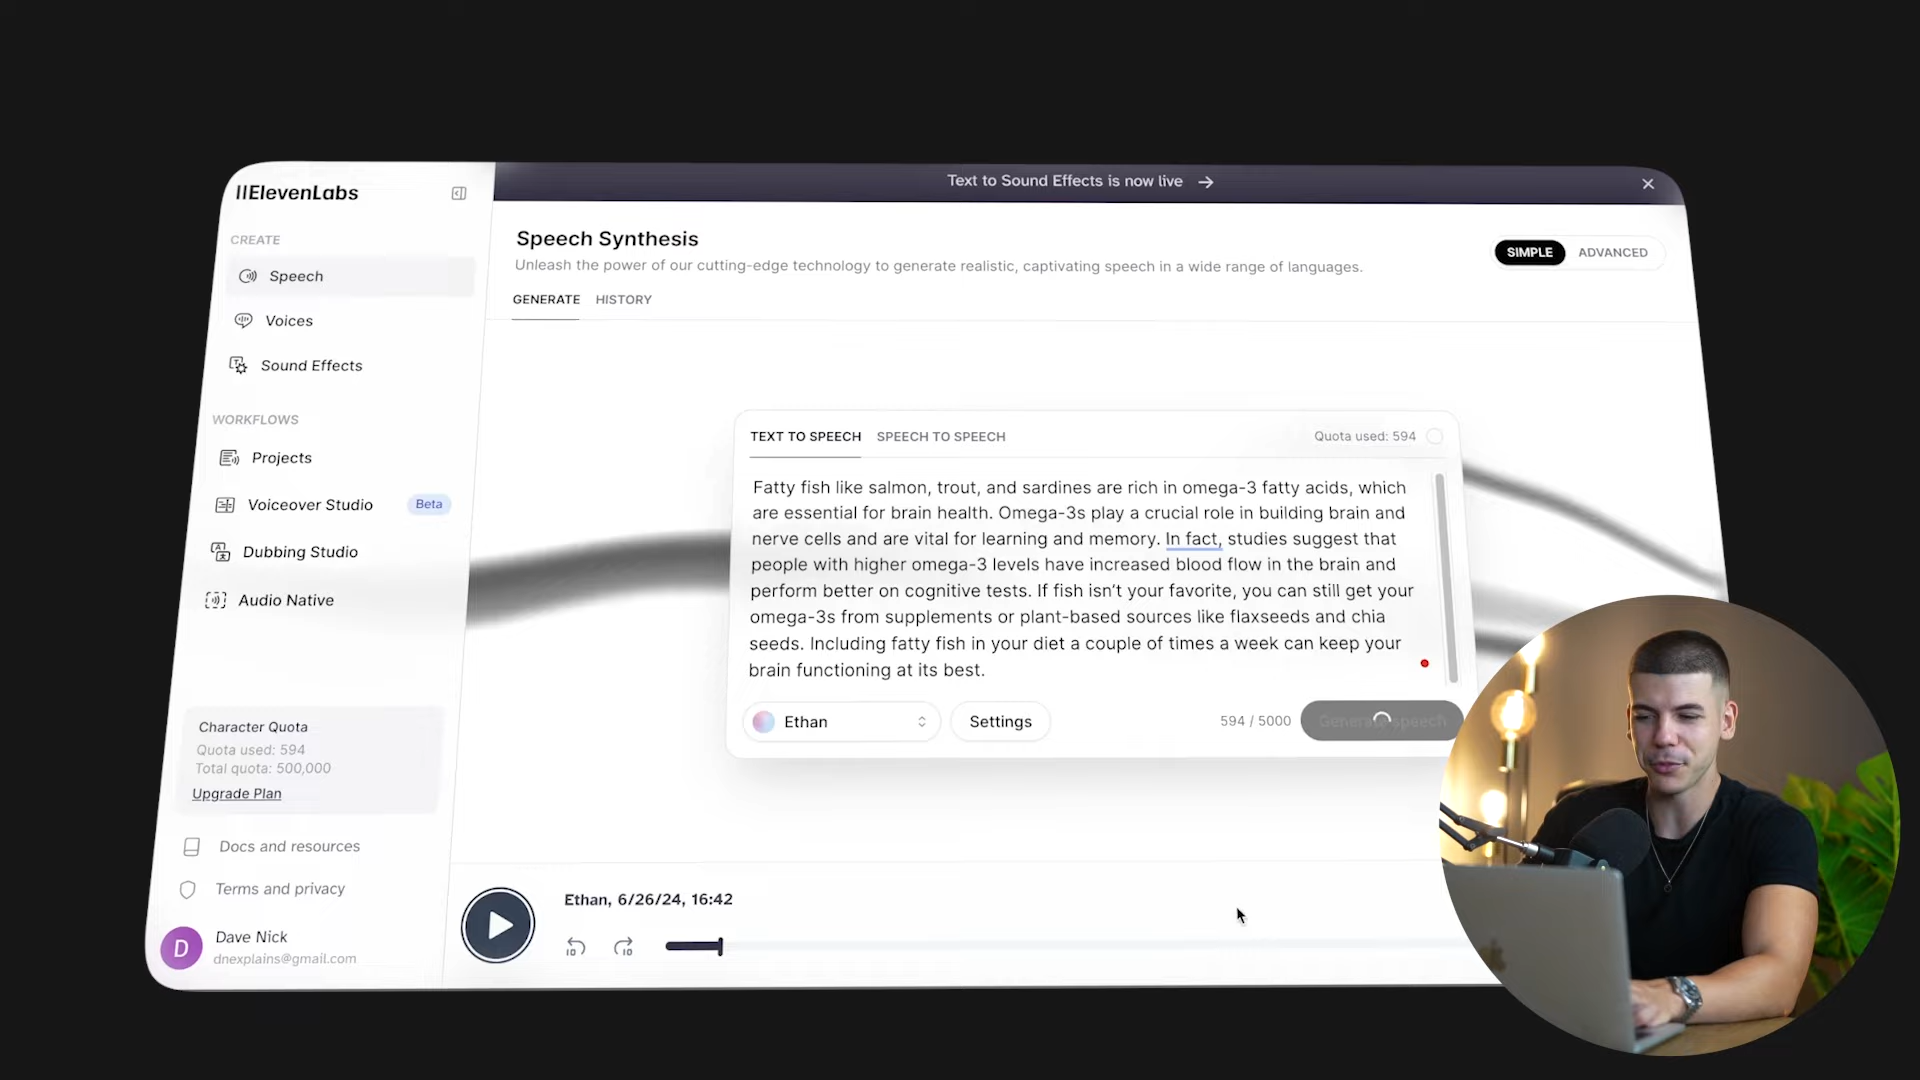 IIElevenLabs
CREATE
Speech
Voices
Sound Effects
WORKFLOWS
Projects
Voiceover Studio Beta
Dubbing Studio
Audio Native
Character Quota
Quota used: 594
Total quota: 500,000
Upgrade Plan
Docs and resources
Terms and privacy
D
Dave Nick
dnexplains@gmail.com
Text to Sound Effects is now live →
Speech Synthesis
Unleash the power of our cutting-edge technology to generate realistic, captivating speech in a wide range of languages.
SIMPLE ADVANCED
GENERATE HISTORY
TEXT TO SPEECH SPEECH TO SPEECH Quota used: 594
Fatty fish like salmon, trout, and sardines are rich in omega-3 fatty acids, which
are essential for brain health. Omega-3s play a crucial role in building brain and
nerve cells and are vital for learning and memory. In fact, studies suggest that
people with higher omega-3 levels have increased blood flow in the brain and
perform better on cognitive tests. If fish isn't your favorite, you can still get your
omega-3s from supplements or plant-based sources like flaxseeds and chia
seeds. Including fatty fish in your diet a couple of times a week can keep your
brain functioning at its best.
Ethan Settings 594 / 5000 Generate speech
Ethan, 6/26/24, 16:42
10 10